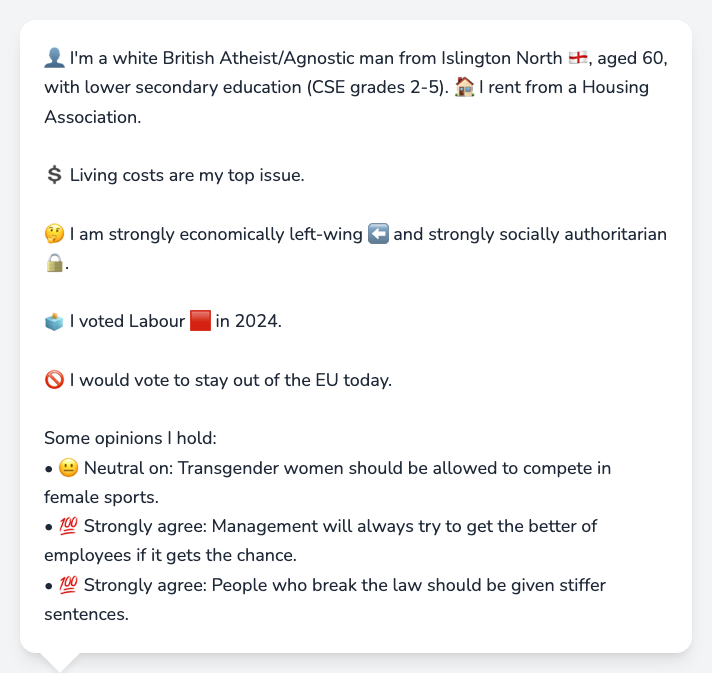 👤 I'm a white British Atheist/Agnostic man from Islington North 🏴󠁧󠁢󠁥󠁮󠁧󠁿, aged 60,
with lower secondary education (CSE grades 2-5). 🏠 I rent from a Housing
Association.
💲 Living costs are my top issue.
🤔 I am strongly economically left-wing ⬅️ and strongly socially authoritarian
🔒.
🗳️ I voted Labour 🟥 in 2024.
🚫 I would vote to stay out of the EU today.
Some opinions I hold:
• 😐 Neutral on: Transgender women should be allowed to compete in
female sports.
• 💯 Strongly agree: Management will always try to get the better of
employees if it gets the chance.
• 💯 Strongly agree: People who break the law should be given stiffer
sentences.